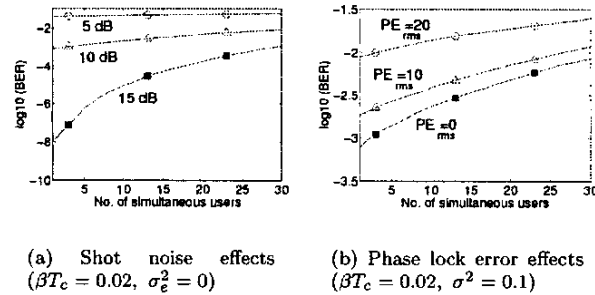 -2
-4
-6
-8
-10
log10 (BER)
5 dB
10 dB
15 dB
5 10 15 20 25 30
No. of simultaneous users
-1.5
-2
-2.5
-3
-3.5
log10 (BER)
PE =20
rms
PE =10
rms
PE =0
rms
5 10 15 20 25 30
No. of simultaneous users
(a) Shot noise effects
(βT_c = 0.02, σ_e^2 = 0)
(b) Phase lock error effects
(βT_c = 0.02, σ^2 = 0.1)